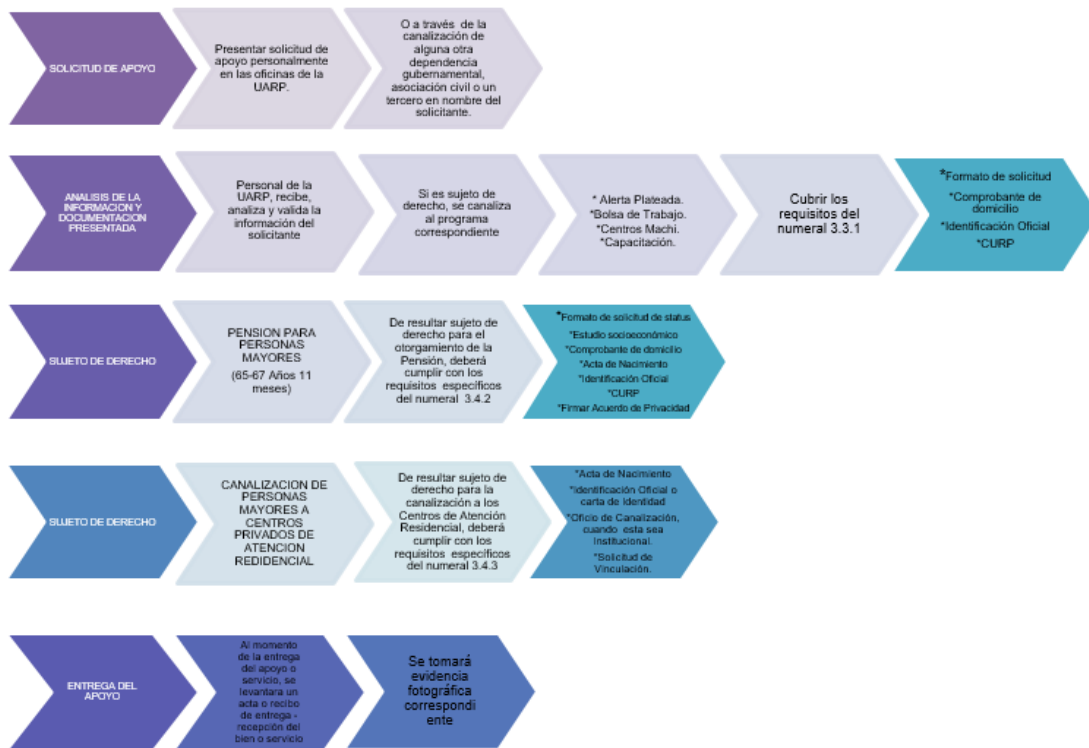 SOLICITUD DE APOYO
Presentar solicitud de
apoyo personalmente
en las oficinas de la
UARP.
O a través de la
canalización de
alguna otra
dependencia
gubernamental,
asociación civil o un
tercero en nombre del
solicitante.
ANALISIS DE LA
INFORMACION Y
DOCUMENTACION
PRESENTADA
Personal de la
UARP, recibe,
analiza y valida la
información del
solicitante
Si es sujeto de
derecho, se canaliza
al programa
correspondiente
* Alerta Plateada.
*Bolsa de Trabajo.
*Centros Machi.
*Capacitación.
Cubrir los
requisitos del
numeral 3.3.1
*Formato de solicitud
*Comprobante de
domicilio
*Identificación Oficial
*CURP
SUJETO DE DERECHO
PENSION PARA
PERSONAS
MAYORES
(65-67 Años 11
meses)
De resultar sujeto de
derecho para el
otorgamiento de la
Pensión, deberá
cumplir con los
requisitos específicos
del numeral 3.4.2
*Formato de solicitud de status
*Estudio socioeconómico
*Comprobante de domicilio
*Acta de Nacimiento
*Identificación Oficial
*CURP
*Firmar Acuerdo de Privacidad
SUJETO DE DERECHO
CANALIZACION DE
PERSONAS
MAYORES A
CENTROS
PRIVADOS DE
ATENCION
REDIDENCIAL
De resultar sujeto de
derecho para la
canalización a los
Centros de Atención
Residencial, deberá
cumplir con los
requisitos específicos
del numeral 3.4.3
*Acta de Nacimiento
*Identificación Oficial o
carta de Identidad
*Oficio de Canalización,
cuando esta sea
Institucional.
*Solicitud de
Vinculación.
ENTREGA DEL
APOYO
Al momento
de la entrega
del apoyo o
servicio, se
levantara un
acta o recibo
de entrega -
recepción del
bien o servicio
Se tomará
evidencia
fotográfica
correspondi
ente